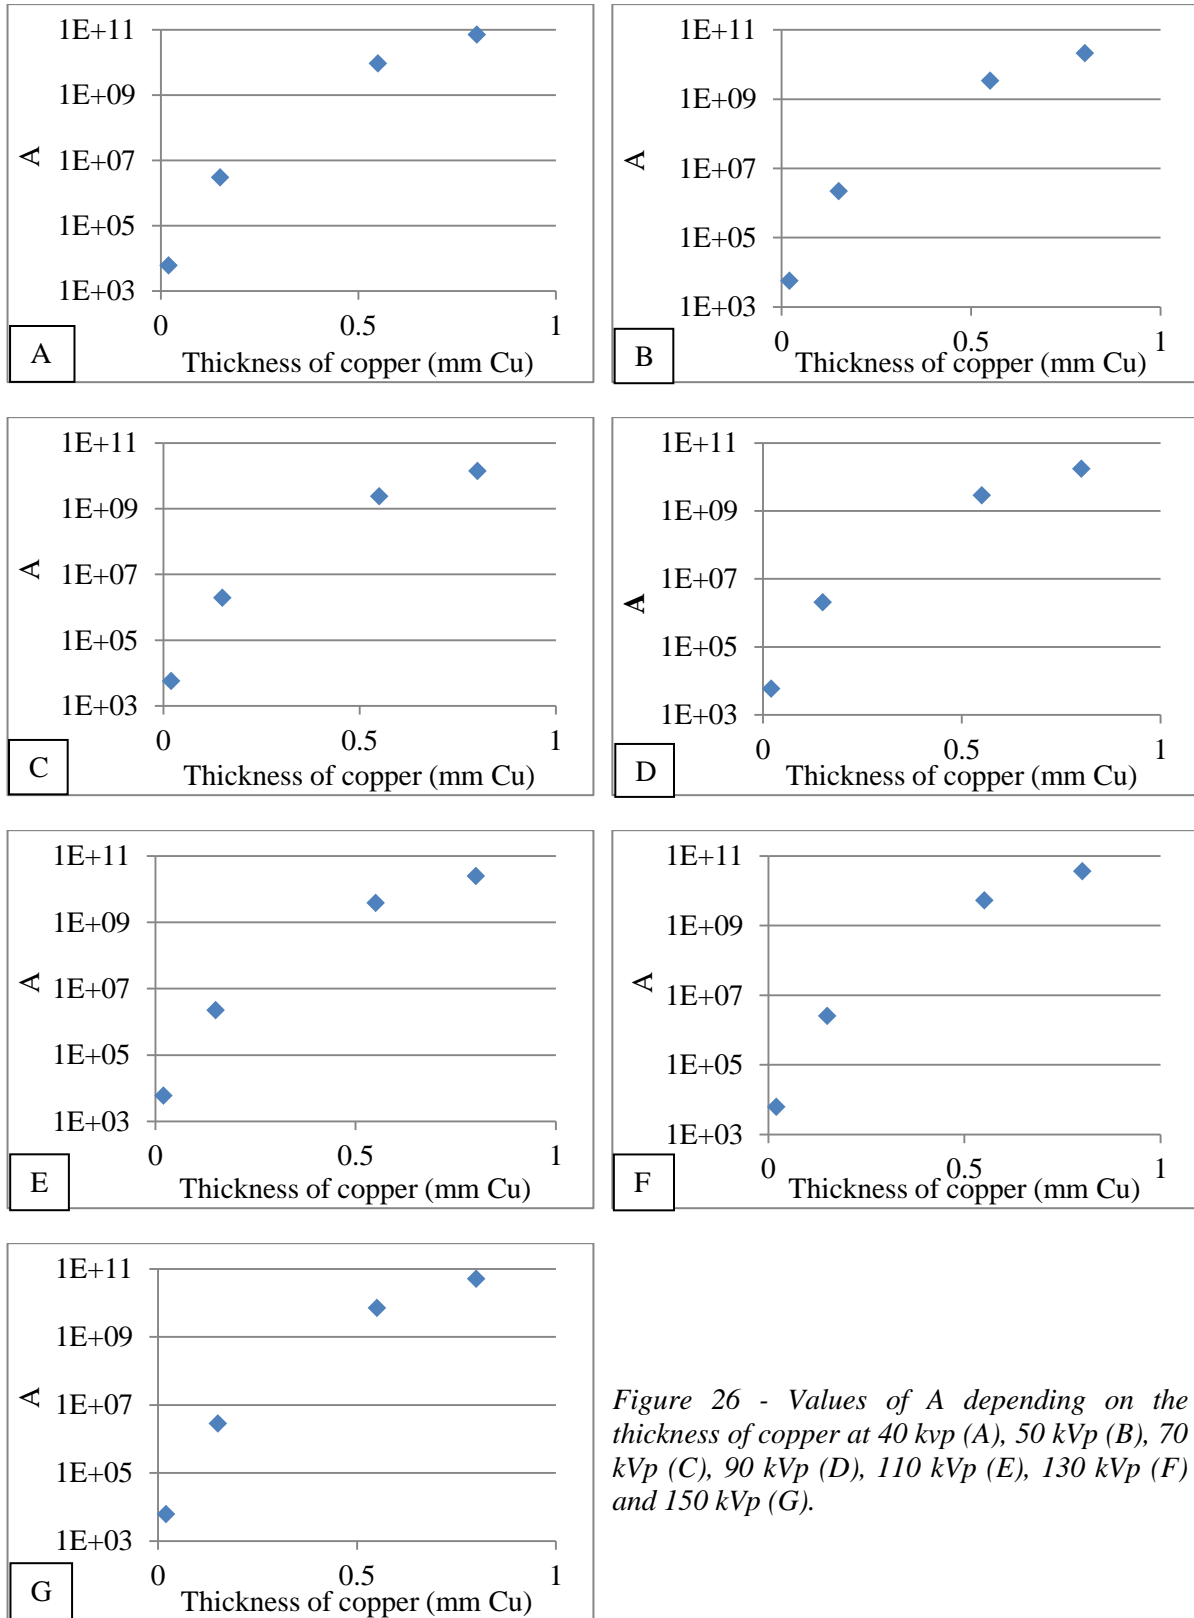 1E+11
1E+09
1E+07
1E+05
1E+03
A
0 0.5 1
Thickness of copper (mm Cu)
A
1E+11
1E+09
1E+07
1E+05
1E+03
A
0 0.5 1
Thickness of copper (mm Cu)
B
1E+11
1E+09
1E+07
1E+05
1E+03
A
0 0.5 1
Thickness of copper (mm Cu)
C
1E+11
1E+09
1E+07
1E+05
1E+03
A
0 0.5 1
Thickness of copper (mm Cu)
D
1E+11
1E+09
1E+07
1E+05
1E+03
A
0 0.5 1
Thickness of copper (mm Cu)
E
1E+11
1E+09
1E+07
1E+05
1E+03
A
0 0.5 1
Thickness of copper (mm Cu)
F
1E+11
1E+09
1E+07
1E+05
1E+03
A
0 0.5 1
Thickness of copper (mm Cu)
G
Figure 26 - Values of A depending on the
thickness of copper at 40 kvp (A), 50 kVp (B), 70
kVp (C), 90 kVp (D), 110 kVp (E), 130 kVp (F)
and 150 kVp (G).